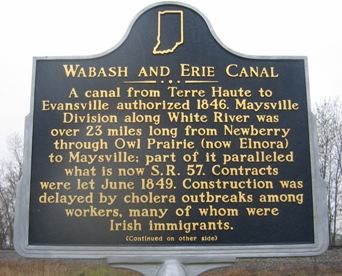 WABASH AND ERIE CANAL
A canal from Terre Haute to
Evansville authorized 1846. Maysville
Division along White River was
over 23 miles long from Newberry
through Owl Prairie (now Elnora)
to Maysville; part of it paralleled
what is now S.R. 57. Contracts
were let June 1849. Construction was
delayed by cholera outbreaks among
workers, many of whom were
Irish immigrants.
(Continued on other side)